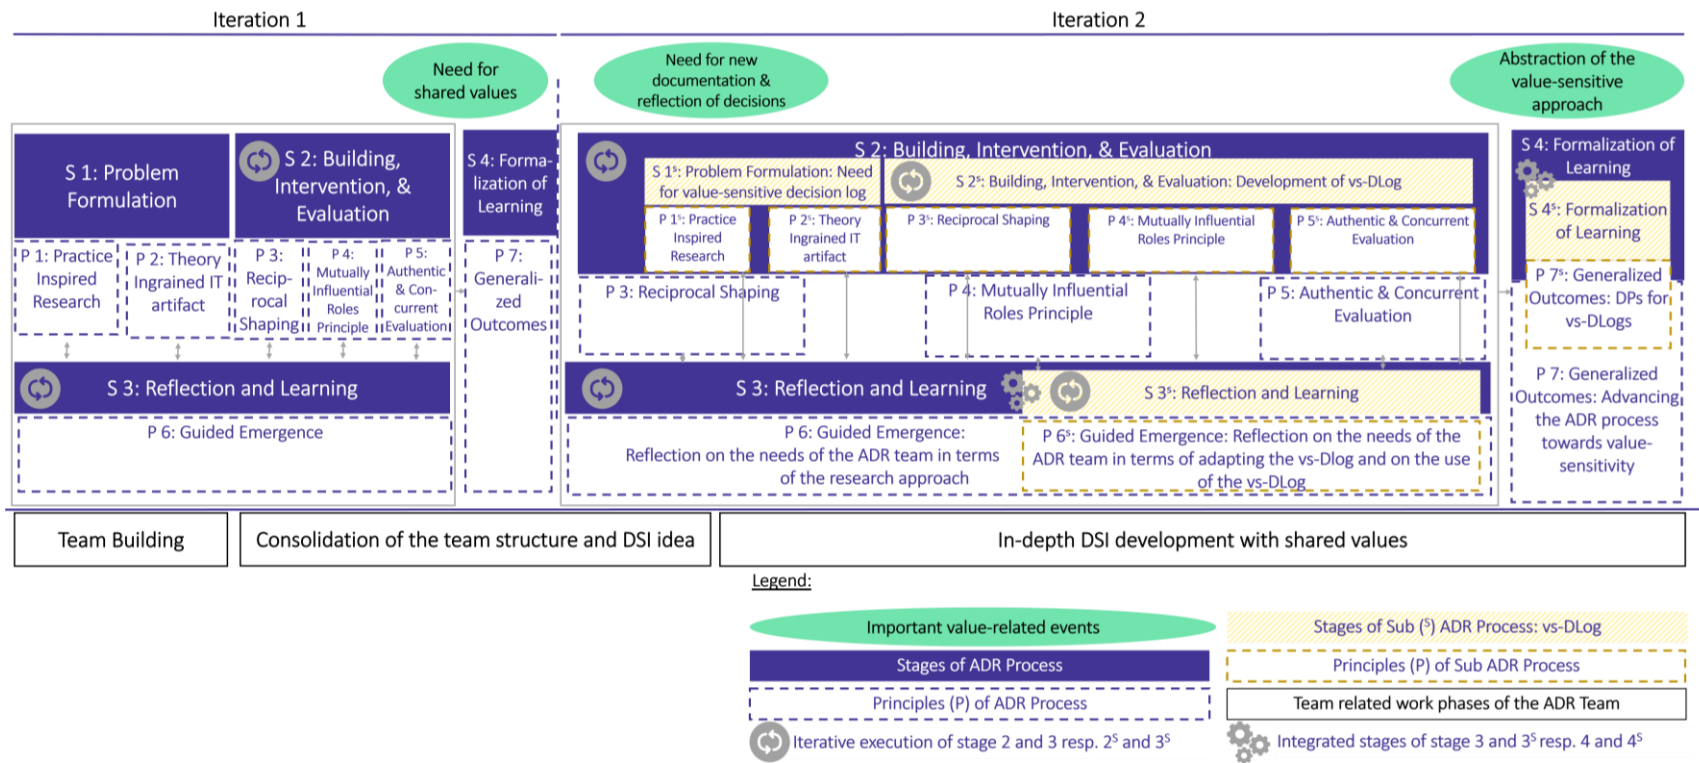 Iteration 1
Iteration 2
Need for
shared values
Need for new
documentation &
reflection of decisions
Abstraction of the
value-sensitive
approach
S 1: Problem
Formulation
S 2: Building,
Intervention, &
Evaluation
S 4: Forma-
lization of
Learning
P 1: Practice
Inspired
Research
P 2: Theory
Ingrained IT
artifact
P 3:
Recip-
rocal
Shaping
P 4:
Mutually
Influential
Roles
Principle
P 5:
Authentic
& Con-
current
Evaluation
P 7:
Generali-
zed
Outcomes
S 3: Reflection and Learning
P 6: Guided Emergence
S 2: Building, Intervention, & Evaluation
S 1ˢ: Problem Formulation: Need
for value-sensitive decision log
S 2ˢ: Building, Intervention, & Evaluation: Development of vs-DLog
P 1ˢ: Practice
Inspired
Research
P 2ˢ: Theory
Ingrained IT
artifact
P 3ˢ: Reciprocal Shaping
P 4ˢ: Mutually Influential
Roles Principle
P 5ˢ: Authentic & Concurrent
Evaluation
P 3: Reciprocal Shaping
P 4: Mutually Influential
Roles Principle
P 5: Authentic & Concurrent
Evaluation
S 3: Reflection and Learning
S 3ˢ: Reflection and Learning
P 6: Guided Emergence:
Reflection on the needs of the ADR team in terms
of the research approach
P 6ˢ: Guided Emergence: Reflection on the needs of the
ADR team in terms of adapting the vs-Dlog and on the use
of the vs-DLog
S 4: Formalization of
Learning
S 4ˢ: Formalization
of Learning
P 7ˢ: Generalized
Outcomes: DPs for
vs-DLogs
P 7: Generalized
Outcomes: Advancing
the ADR process
towards value-
sensitivity
Team Building
Consolidation of the team structure and DSI idea
In-depth DSI development with shared values
Legend:
Important value-related events
Stages of Sub (ˢ) ADR Process: vs-DLog
Stages of ADR Process
Principles (P) of Sub ADR Process
Principles (P) of ADR Process
Team related work phases of the ADR Team
Iterative execution of stage 2 and 3 resp. 2ˢ and 3ˢ
Integrated stages of stage 3 and 3ˢ resp. 4 and 4ˢ